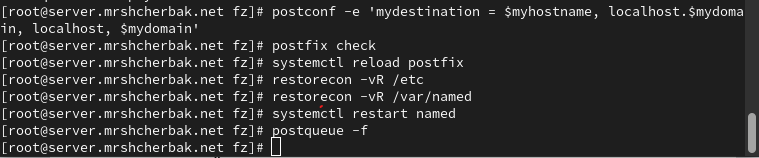 [root@server.mrshcherbak.net fz]# postconf -e 'mydestination = $myhostname, localhost.$mydoma
in, localhost, $mydomain'
[root@server.mrshcherbak.net fz]# postfix check
[root@server.mrshcherbak.net fz]# systemctl reload postfix
[root@server.mrshcherbak.net fz]# restorecon -vR /etc
[root@server.mrshcherbak.net fz]# restorecon -vR /var/named
[root@server.mrshcherbak.net fz]# systemctl restart named
[root@server.mrshcherbak.net fz]# postqueue -f
[root@server.mrshcherbak.net fz]#